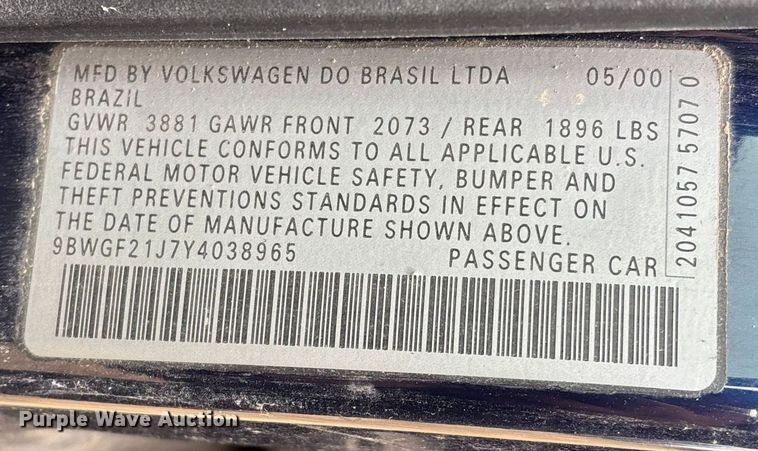 MFD BY VOLKSWAGEN DO BRASIL LTDA 05/00
BRAZIL
GVWR 3881 GAWR FRONT 2073 / REAR 1896 LBS
THIS VEHICLE CONFORMS TO ALL APPLICABLE U.S.
FEDERAL MOTOR VEHICLE SAFETY, BUMPER AND
THEFT PREVENTIONS STANDARDS IN EFFECT ON
THE DATE OF MANUFACTURE SHOWN ABOVE.
9BWGF21J7Y4038965 PASSENGER CAR
2041057 5707 0
Purple Wave Auction